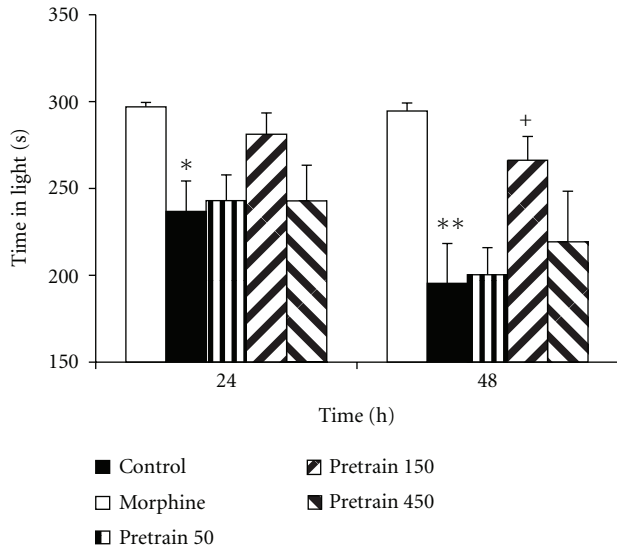 350
300
250
200
150
Time in light (s)
*
**
+
24
48
Time (h)
Control
Morphine
Pretrain 50
Pretrain 150
Pretrain 450